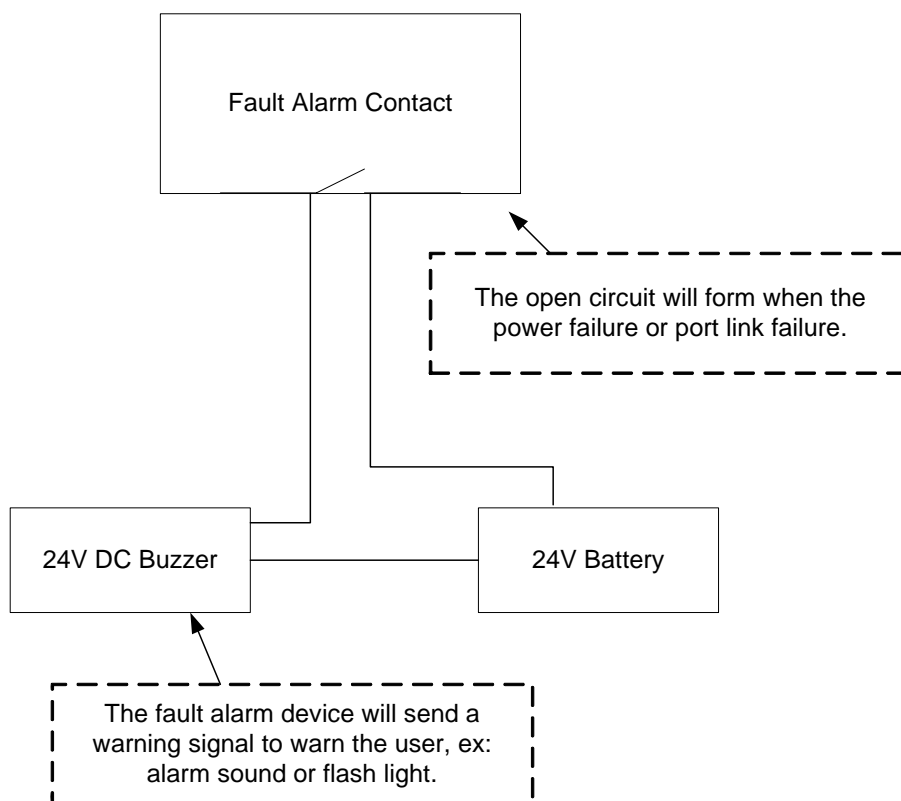 Fault Alarm Contact
The open circuit will form when the
power failure or port link failure.
24V DC Buzzer
24V Battery
The fault alarm device will send a
warning signal to warn the user, ex:
alarm sound or flash light.